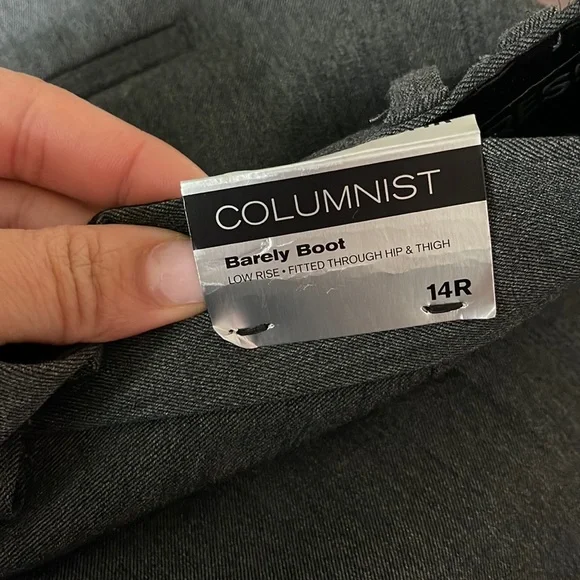 COLUMNIST
Barely Boot
LOW RISE • FITTED THROUGH HIP & THIGH
14R